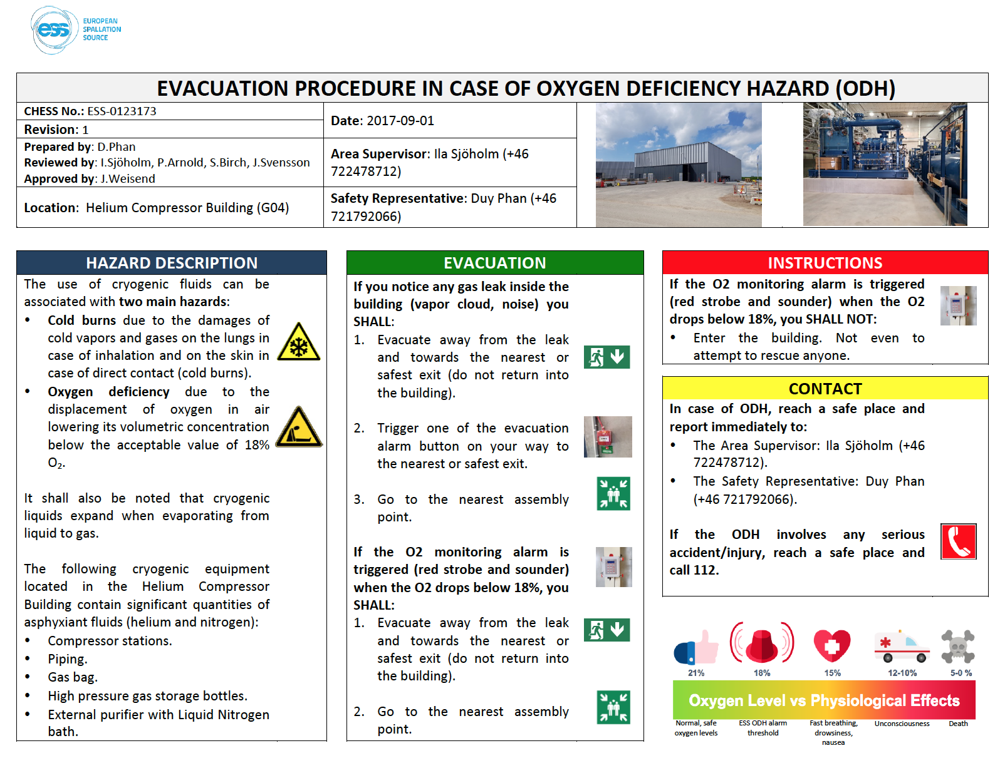 ess
EUROPEAN
SPALLATION
SOURCE
EVACUATION PROCEDURE IN CASE OF OXYGEN DEFICIENCY HAZARD (ODH)
CHESS No.: ESS-0123173
Revision: 1
Prepared by: D.Phan
Reviewed by: I.Sjöholm, P.Arnold, S.Birch, J.Svensson
Approved by: J.Weisend
Location: Helium Compressor Building (G04)
Date: 2017-09-01
Area Supervisor: Ila Sjöholm (+46
722478712)
Safety Representative: Duy Phan (+46
721792066)
HAZARD DESCRIPTION
The use of cryogenic fluids can be
associated with two main hazards:
• Cold burns due to the damages of
cold vapors and gases on the lungs in
case of inhalation and on the skin in
case of direct contact (cold burns).
• Oxygen deficiency due to the
displacement of oxygen in air
lowering its volumetric concentration
below the acceptable value of 18%
O₂.
It shall also be noted that cryogenic
liquids expand when evaporating from
liquid to gas.
The following cryogenic equipment
located in the Helium Compressor
Building contain significant quantities of
asphyxiant fluids (helium and nitrogen):
• Compressor stations.
• Piping.
• Gas bag.
• High pressure gas storage bottles.
• External purifier with Liquid Nitrogen
bath.
EVACUATION
If you notice any gas leak inside the
building (vapor cloud, noise) you
SHALL:
1. Evacuate away from the leak
and towards the nearest or
safest exit (do not return into
the building).
2. Trigger one of the evacuation
alarm button on your way to
the nearest or safest exit.
3. Go to the nearest assembly
point.
If the O2 monitoring alarm is
triggered (red strobe and sounder)
when the O2 drops below 18%, you
SHALL:
1. Evacuate away from the leak
and towards the nearest or
safest exit (do not return into
the building).
2. Go to the nearest assembly
point.
INSTRUCTIONS
If the O2 monitoring alarm is triggered
(red strobe and sounder) when the O2
drops below 18%, you SHALL NOT:
• Enter the building. Not even to
attempt to rescue anyone.
CONTACT
In case of ODH, reach a safe place and
report immediately to:
• The Area Supervisor: Ila Sjöholm (+46
722478712).
• The Safety Representative: Duy Phan
(+46 721792066).
If the ODH involves any serious
accident/injury, reach a safe place and
call 112.
21% 18% 15% 12-10% 5-0 %
Oxygen Level vs Physiological Effects
Normal, safe
oxygen levels
ESS ODH alarm
threshold
Fast breathing,
drowsiness,
nausea
Unconsciousness
Death